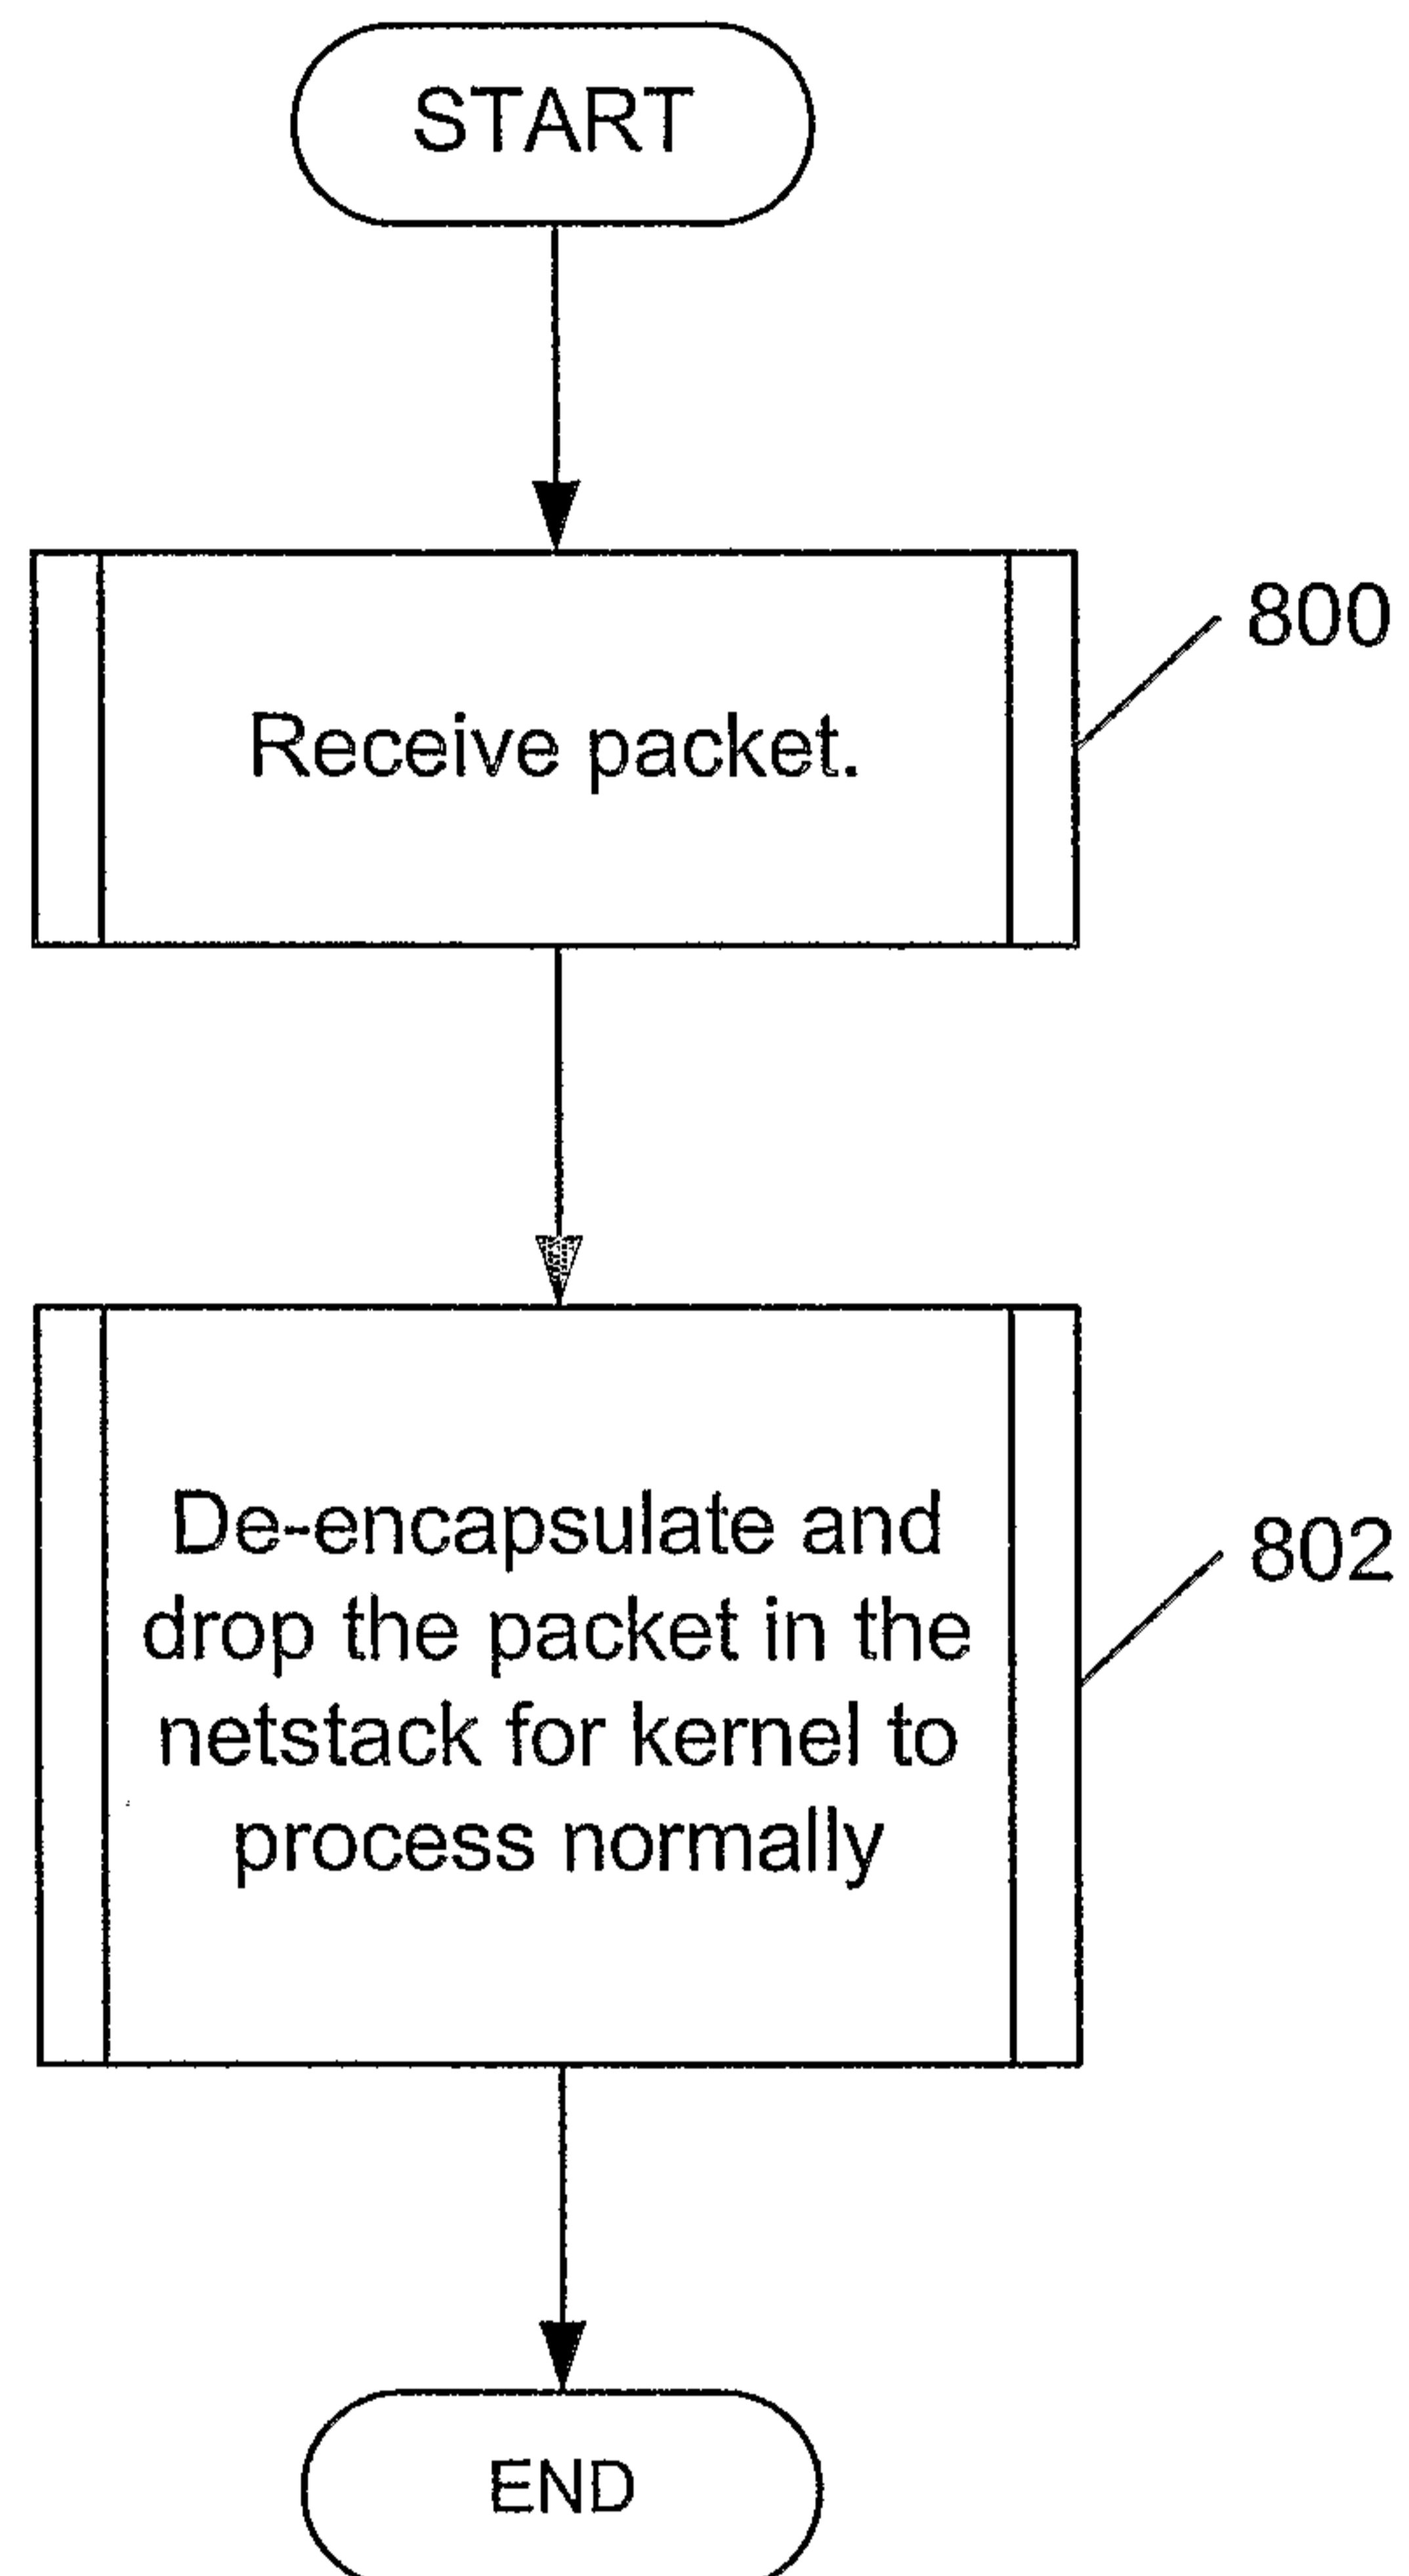 START
800
Receive packet.
De-encapsulate and
drop the packet in the
netstack for kernel to
process normally
802
END